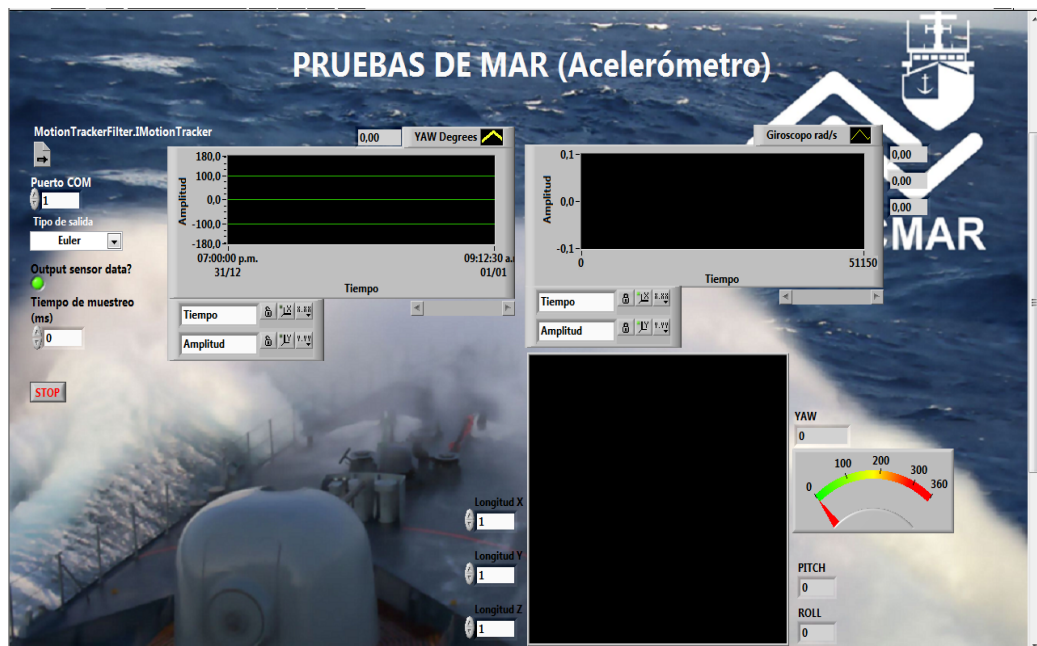 PRUEBAS DE MAR (Acelerómetro)
MotionTrackerFilter.IMotionTracker
Puerto COM
1
Tipo de salida
Euler
Output sensor data?
Tiempo de muestreo
(ms)
0
STOP
0,00
YAW Degrees
Amplitud
180,0
100,0
0,0
-100,0
-180,0
07:00:00 p.m.
31/12
09:12:30 a.
01/01
Tiempo
Tiempo
Amplitud
Giroscopo rad/s
0,00
0,00
0,00
Amplitud
0,1
0,0
-0,1
0
51150
Tiempo
Tiempo
Amplitud
MAR
Longitud X
1
Longitud Y
1
Longitud Z
1
YAW
0
0
100
200
300
360
PITCH
0
ROLL
0